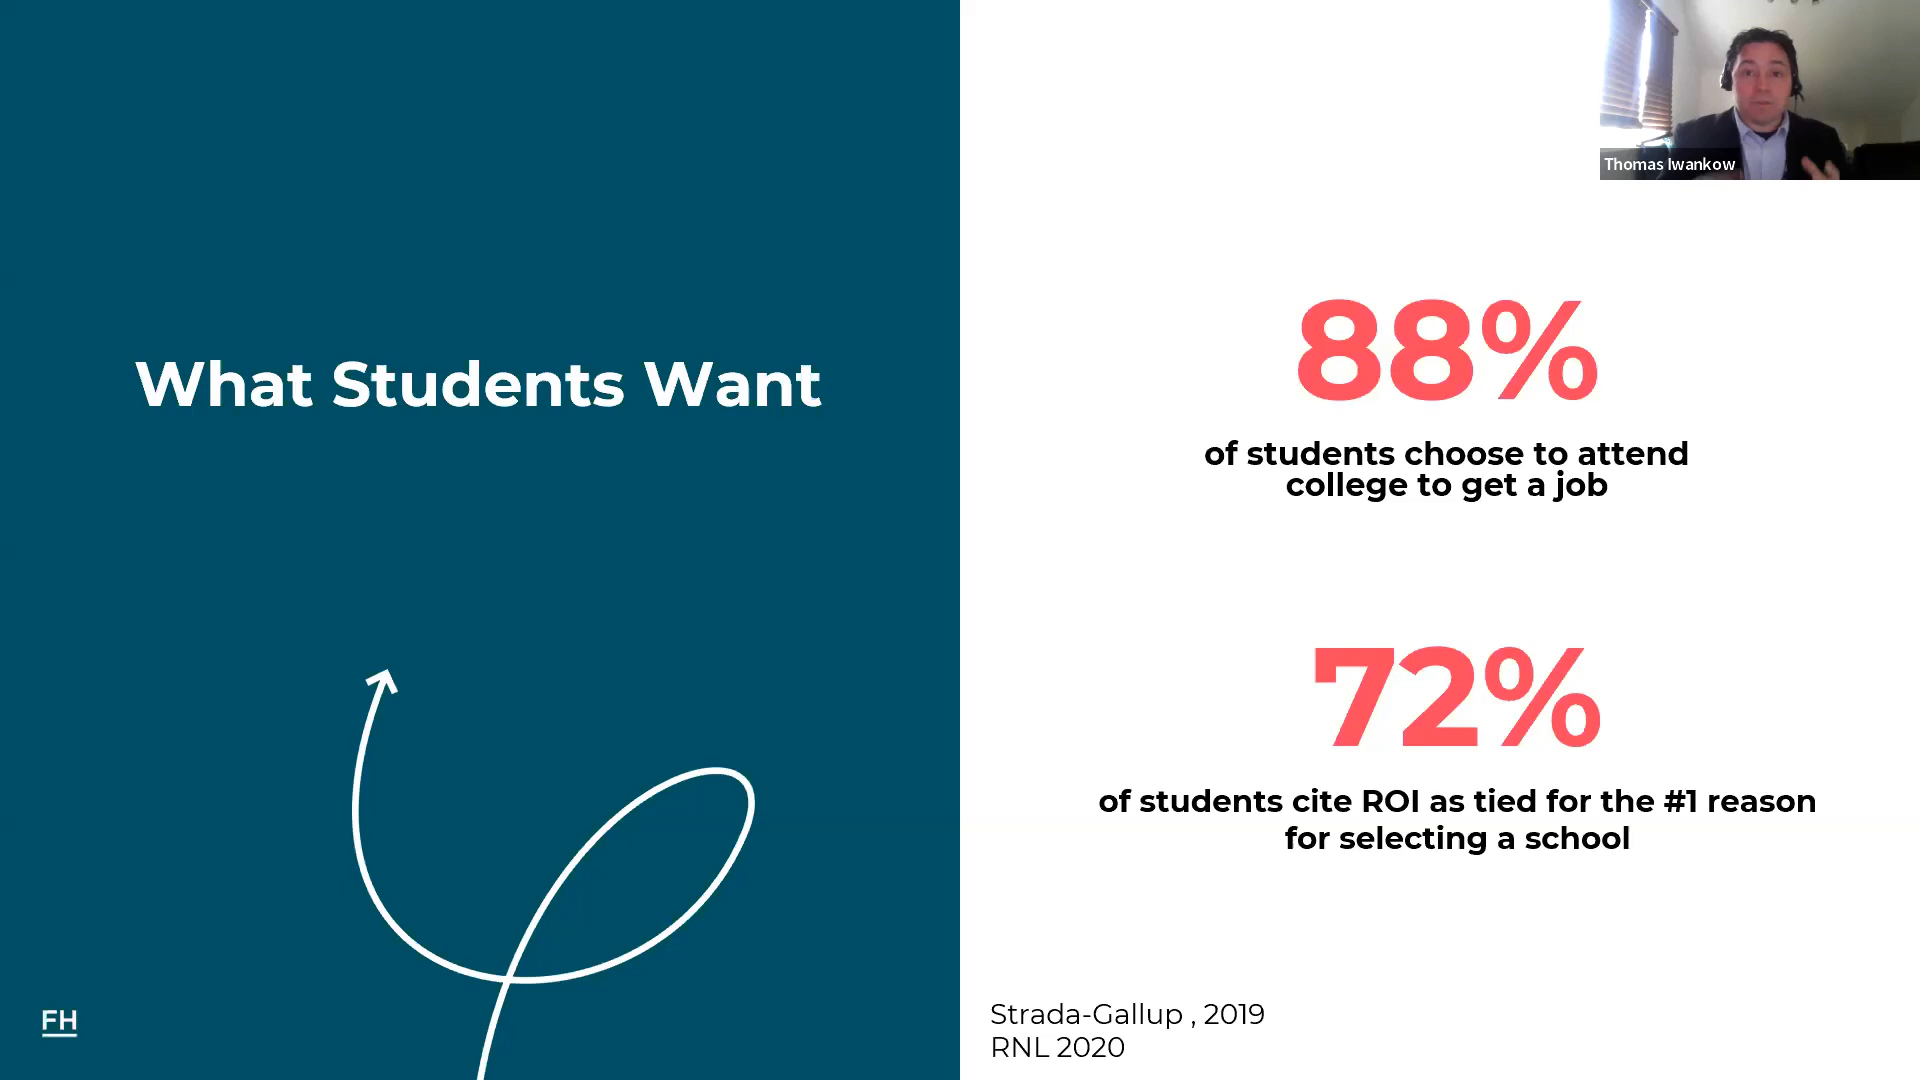 Thomas Iwankow
What Students Want
88%
of students choose to attend
college to get a job
72%
of students cite ROI as tied for the #1 reason
for selecting a school
Strada-Gallup , 2019
RNL 2020
FH